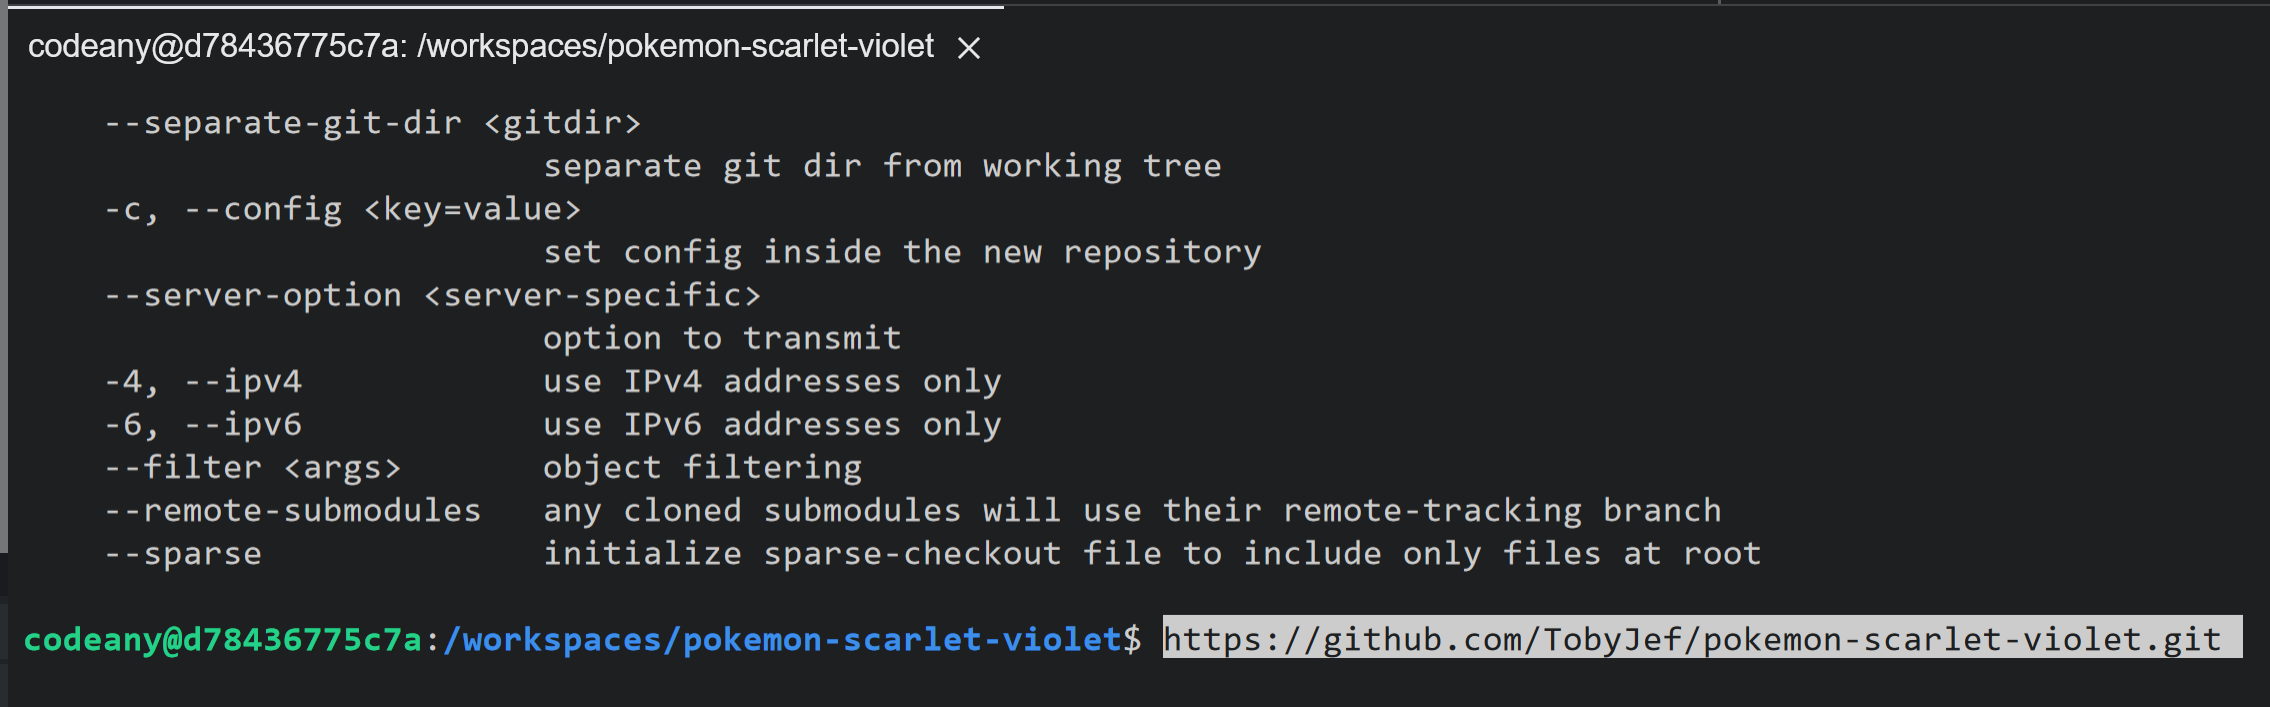 codeany@d78436775c7a: /workspaces/pokemon-scarlet-violet ×
--separate-git-dir <gitdir>
separate git dir from working tree
-c, --config <key=value>
set config inside the new repository
--server-option <server-specific>
option to transmit
-4, --ipv4 use IPv4 addresses only
-6, --ipv6 use IPv6 addresses only
--filter <args> object filtering
--remote-submodules any cloned submodules will use their remote-tracking branch
--sparse initialize sparse-checkout file to include only files at root
codeany@d78436775c7a:/workspaces/pokemon-scarlet-violet$ https://github.com/TobyJef/pokemon-scarlet-violet.git